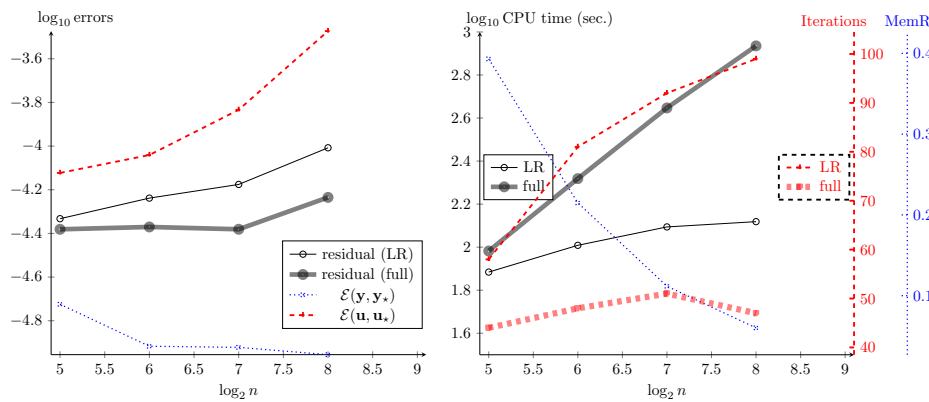 log₁₀ errors
−3.6
−3.8
−4
−4.2
−4.4
−4.6
−4.8
5 5.5 6 6.5 7 7.5 8 8.5 9
log₂ n
residual (LR)
residual (full)
ℰ(y, y⋆)
ℰ(u, u⋆)
log₁₀ CPU time (sec.)
3
2.8
2.6
2.4
2.2
2
1.8
1.6
5 5.5 6 6.5 7 7.5 8 8.5 9
log₂ n
LR
full
LR
full
Iterations
100
90
80
70
60
50
40
MemR
0.4
0.3
0.2
0.1